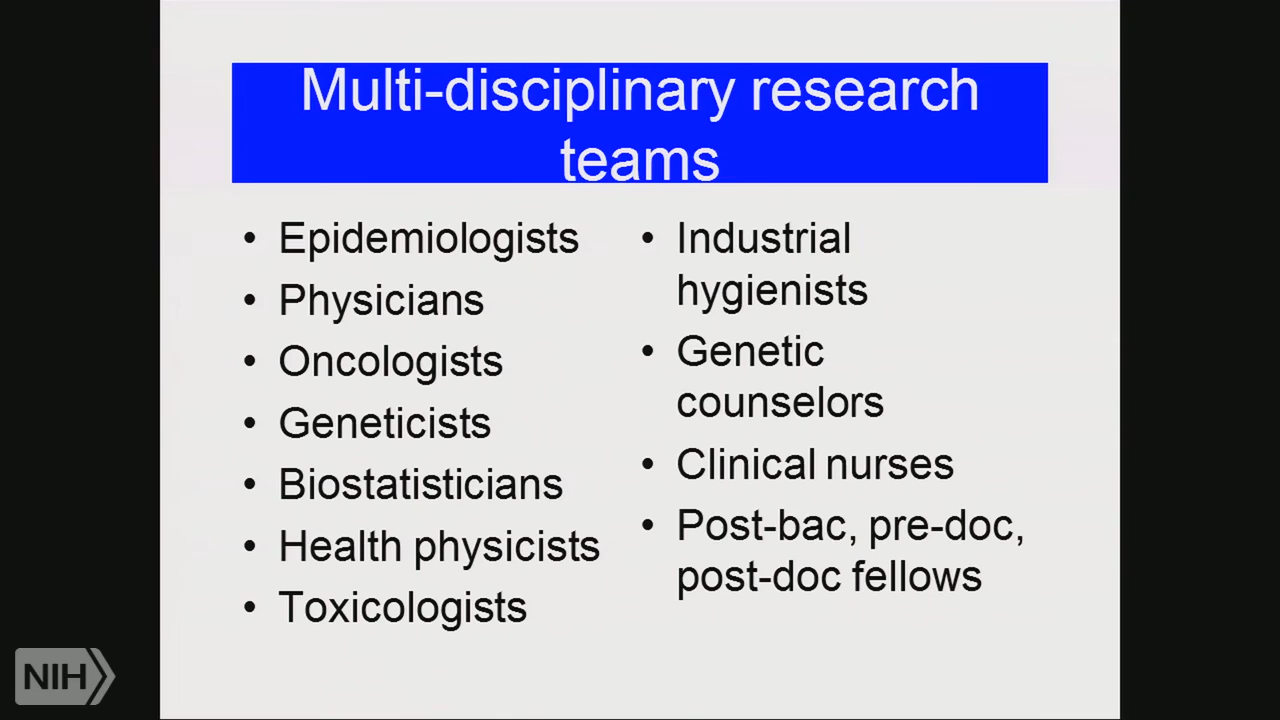 Multi-disciplinary research
teams
• Epidemiologists
• Physicians
• Oncologists
• Geneticists
• Biostatisticians
• Health physicists
• Toxicologists
• Industrial
hygienists
• Genetic
counselors
• Clinical nurses
• Post-bac, pre-doc,
post-doc fellows
NIH